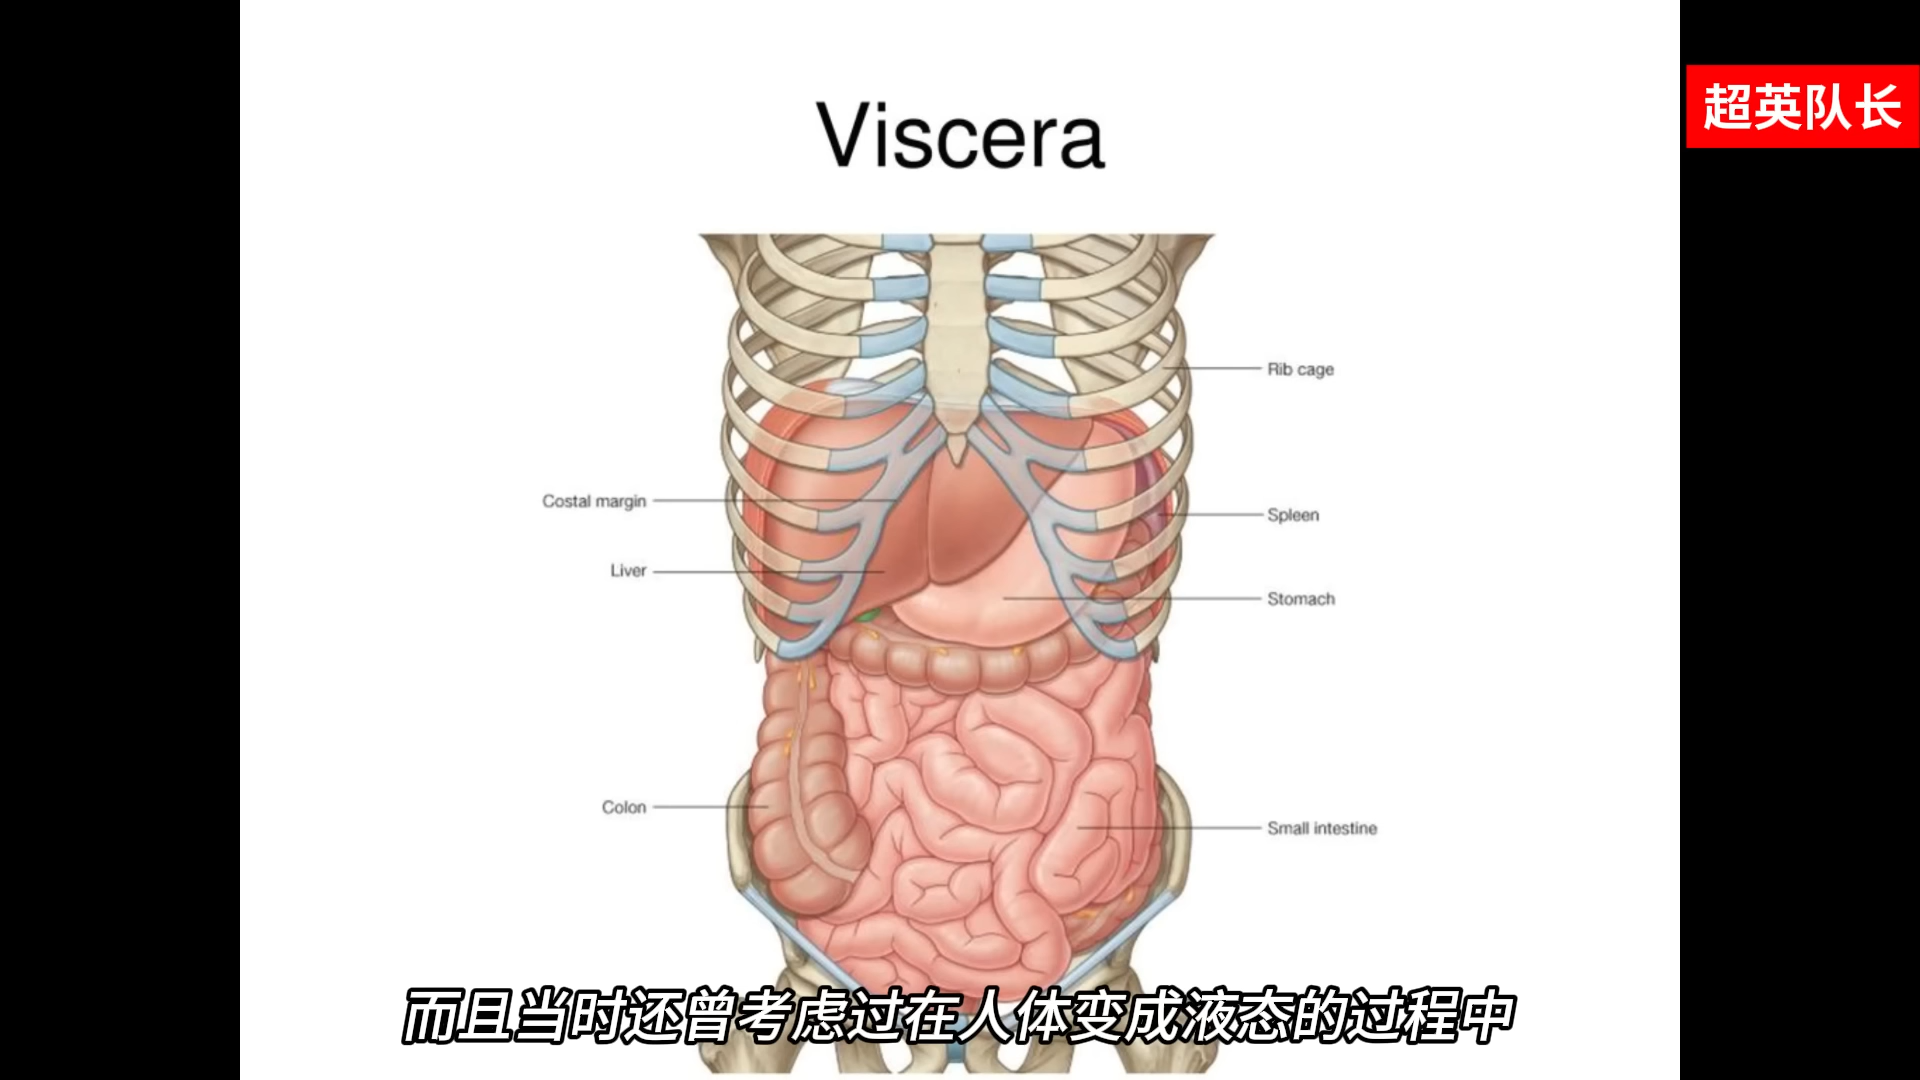 超英队长
Viscera
Rib cage
Costal margin
Spleen
Liver
Stomach
Colon
Small intestine
而且当时还曾考虑过在人体变成液态的过程中